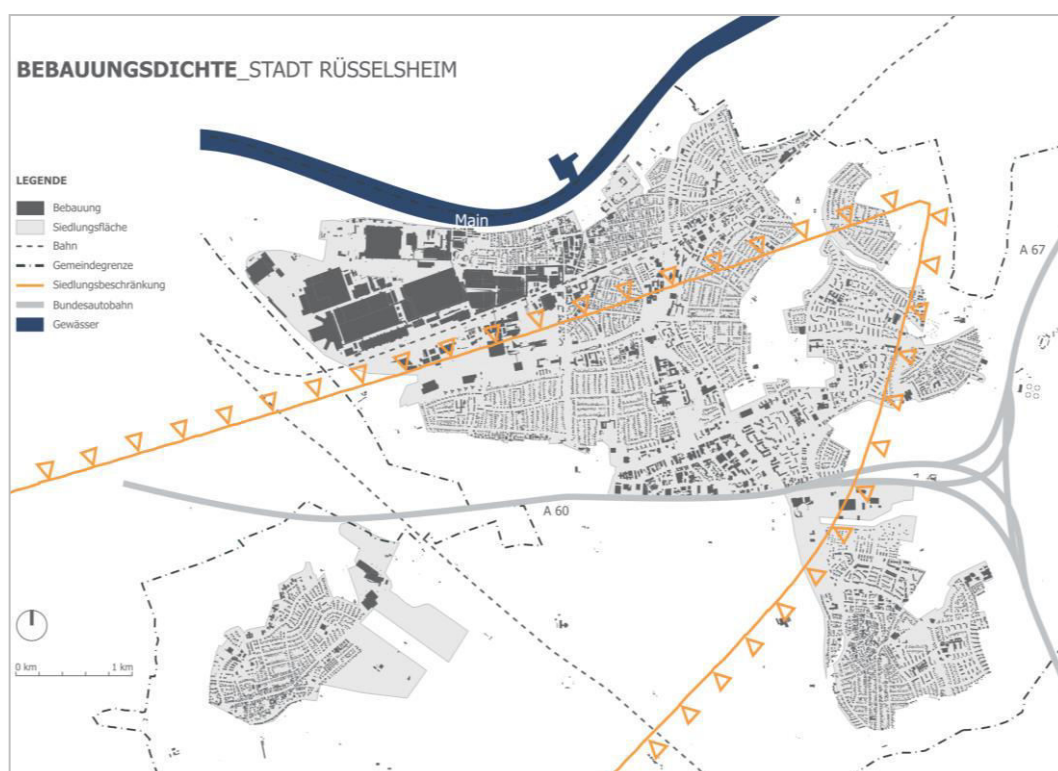 BEBAUUNGSDICHTE_STADT RÜSSELSHEIM
LEGENDE
Bebauung
Siedlungsfläche
Bahn
Gemeindegrenze
Siedlungsbeschränkung
Bundesautobahn
Gewässer
Main
A 67
A 60
0 km 1 km